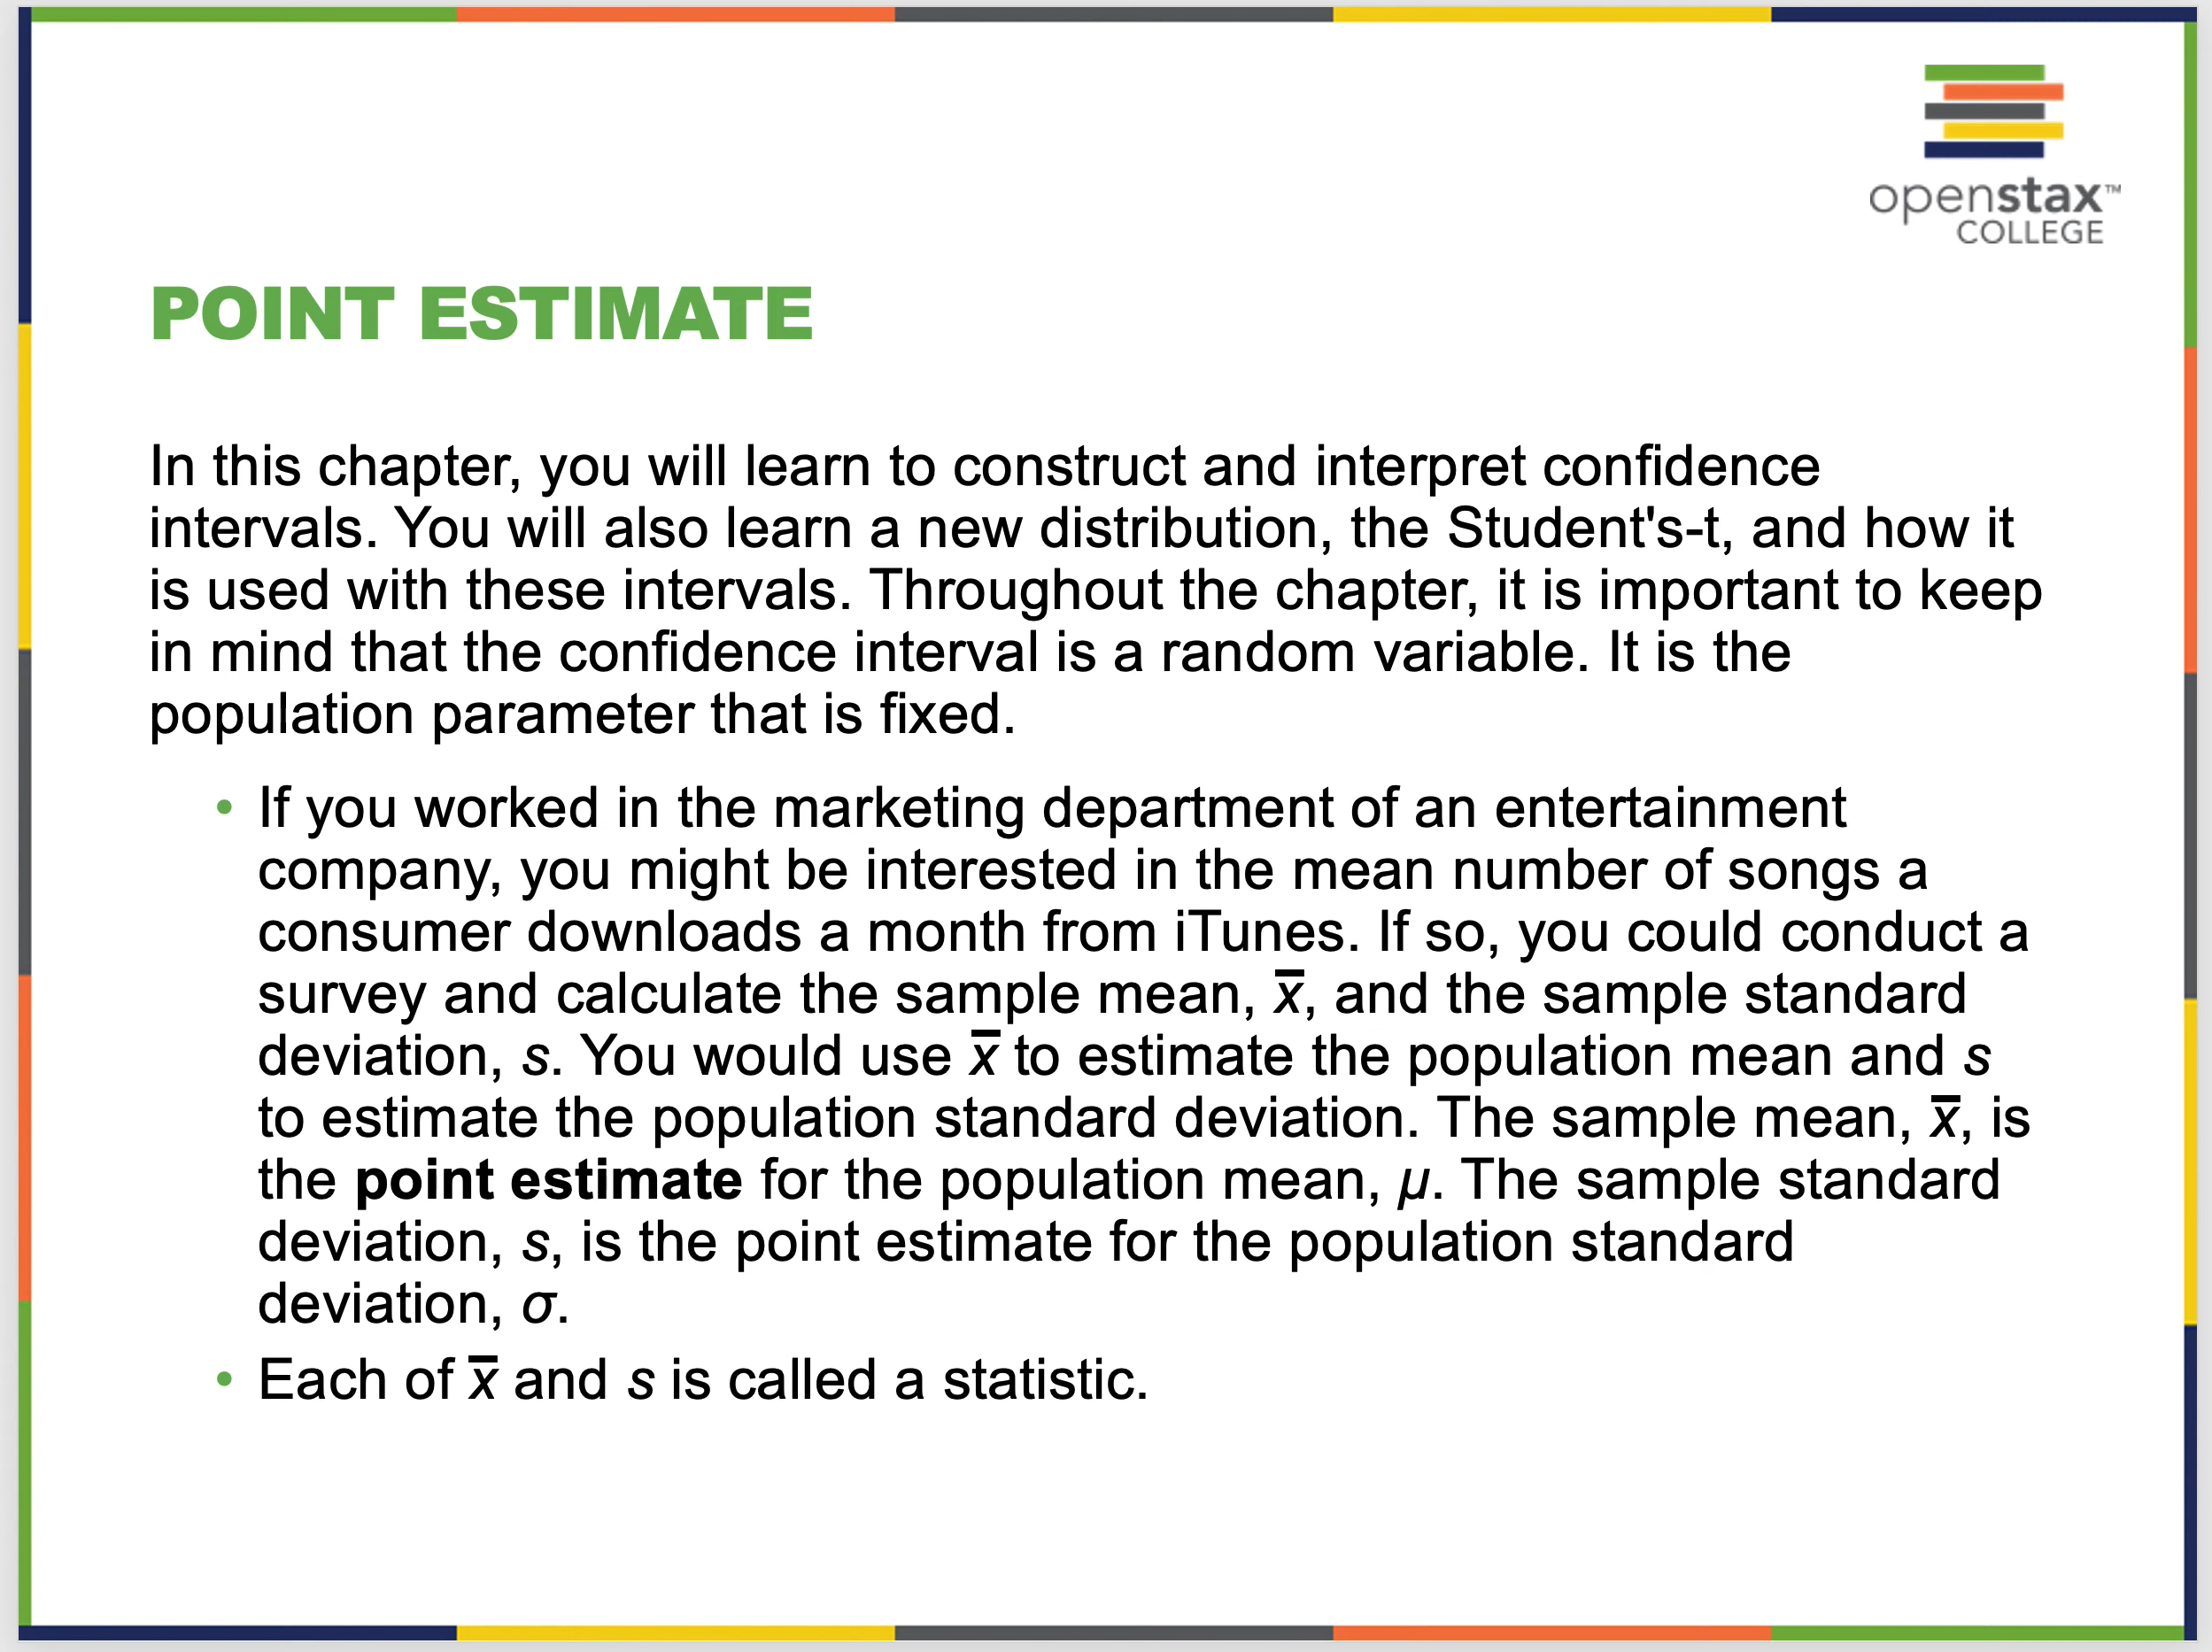 openstax™
COLLEGE
POINT ESTIMATE
In this chapter, you will learn to construct and interpret confidence
intervals. You will also learn a new distribution, the Student's-t, and how it
is used with these intervals. Throughout the chapter, it is important to keep
in mind that the confidence interval is a random variable. It is the
population parameter that is fixed.
• If you worked in the marketing department of an entertainment
company, you might be interested in the mean number of songs a
consumer downloads a month from iTunes. If so, you could conduct a
survey and calculate the sample mean, x̅, and the sample standard
deviation, s. You would use x̅ to estimate the population mean and s
to estimate the population standard deviation. The sample mean, x̅, is
the point estimate for the population mean, μ. The sample standard
deviation, s, is the point estimate for the population standard
deviation, σ.
• Each of x̅ and s is called a statistic.